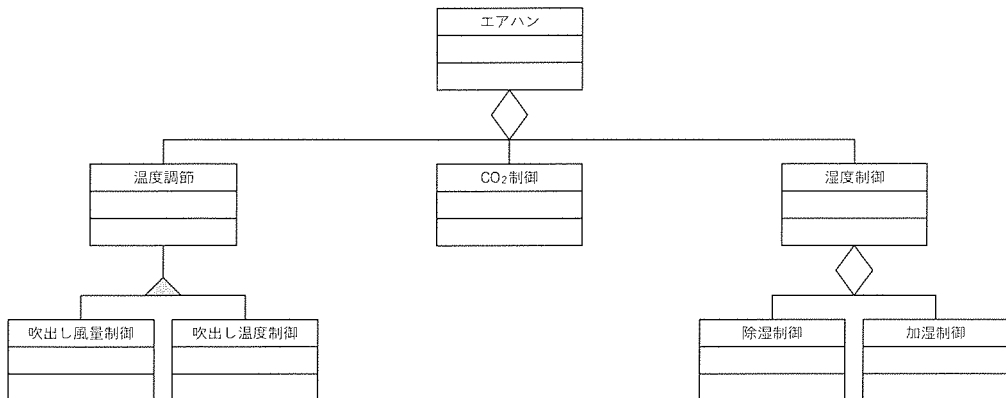 エアハン
温度調節
CO₂制御
湿度制御
吹出し風量制御
吹出し温度制御
除湿制御
加湿制御